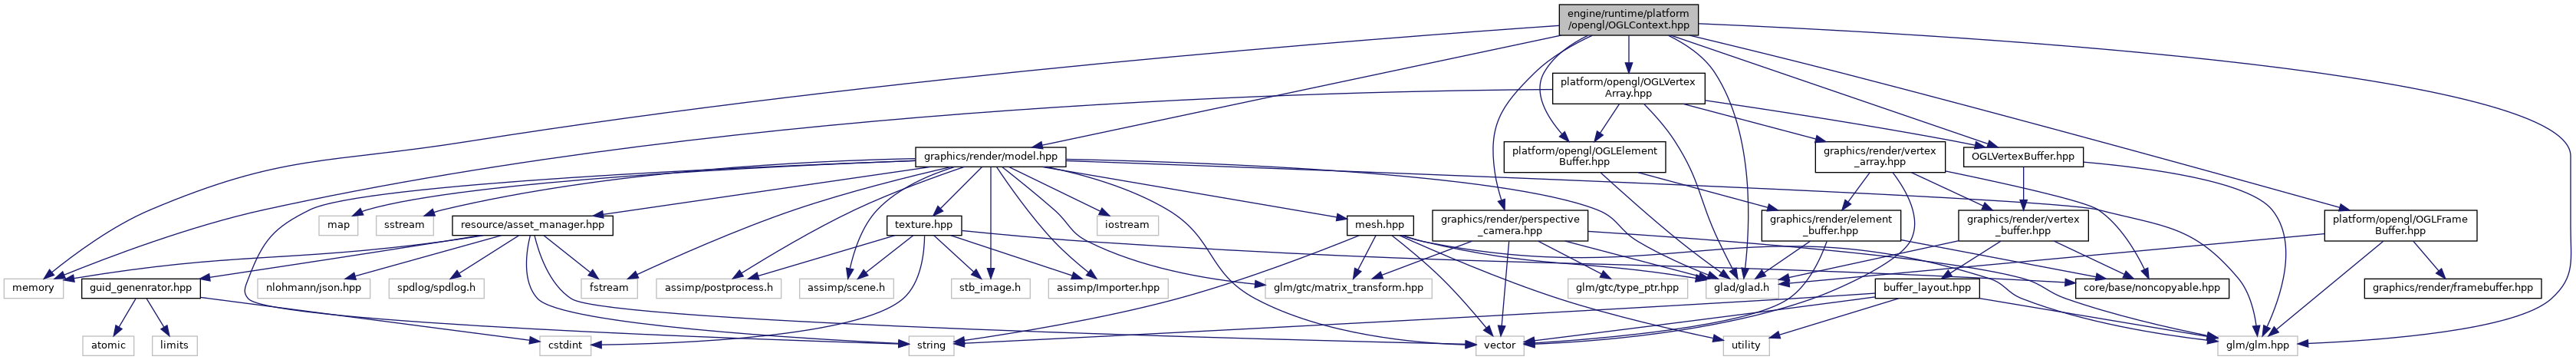 engine/runtime/platform
/opengl/OGLContext.hpp
platform/opengl/OGLVertex
Array.hpp
graphics/render/model.hpp
platform/opengl/OGLElement
Buffer.hpp
graphics/render/vertex
_array.hpp
OGLVertexBuffer.hpp
map
sstream
resource/asset_manager.hpp
texture.hpp
iostream
mesh.hpp
graphics/render/perspective
_camera.hpp
graphics/render/element
_buffer.hpp
graphics/render/vertex
_buffer.hpp
platform/opengl/OGLFrame
Buffer.hpp
memory
guid_genenrator.hpp
nlohmann/json.hpp
spdlog/spdlog.h
fstream
assimp/postprocess.h
assimp/scene.h
stb_image.h
assimp/Importer.hpp
glm/gtc/matrix_transform.hpp
glm/gtc/type_ptr.hpp
glad/glad.h
buffer_layout.hpp
core/base/noncopyable.hpp
graphics/render/framebuffer.hpp
atomic
limits
cstdint
string
vector
utility
glm/glm.hpp